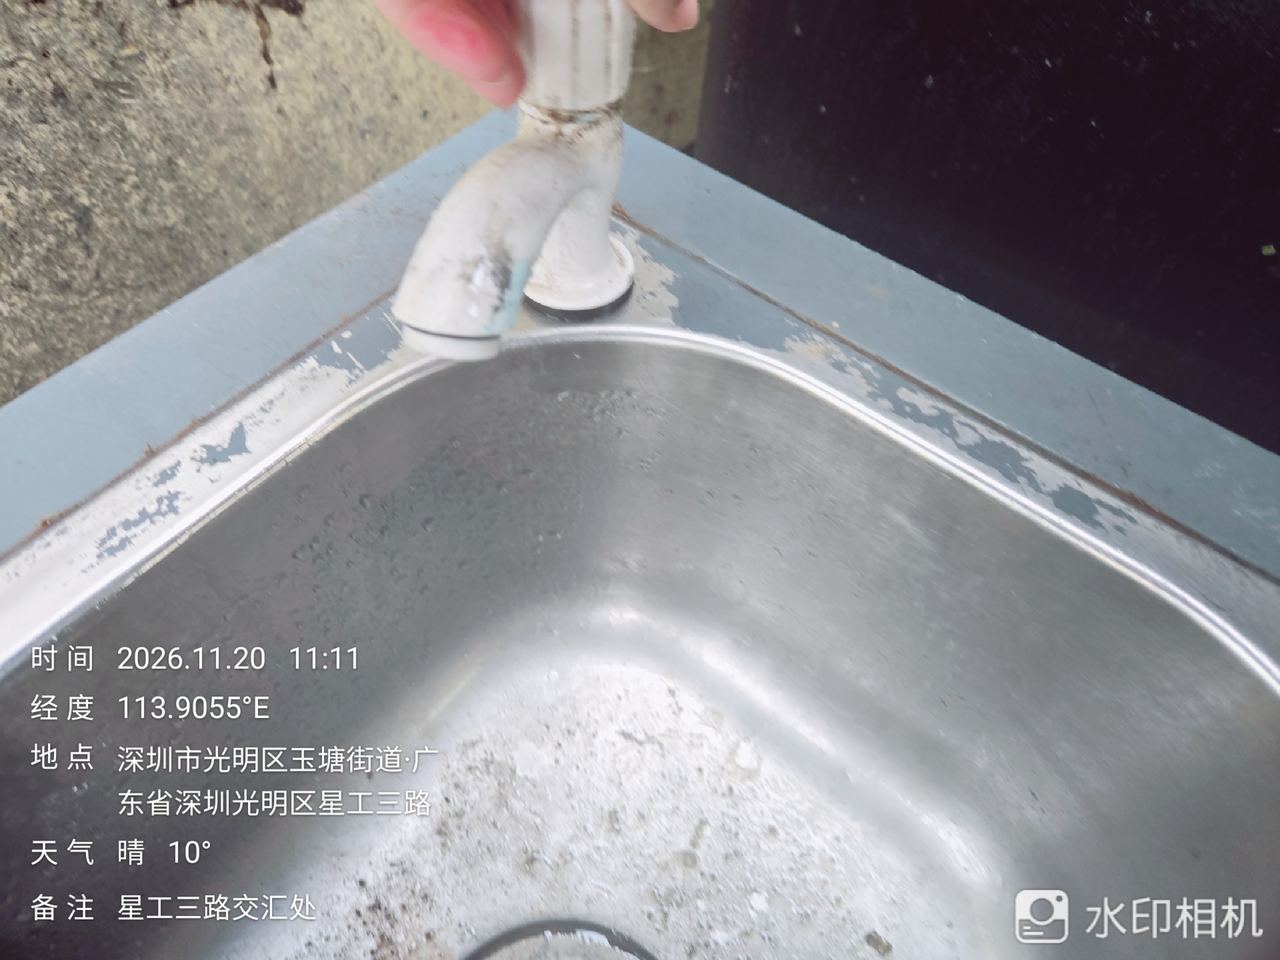 时间 2026.11.20 11:11
经度 113.9055°E
地点 深圳市光明区玉塘街道·广
东省深圳光明区星工三路
天气 晴 10°
备注 星工三路交汇处
水印相机